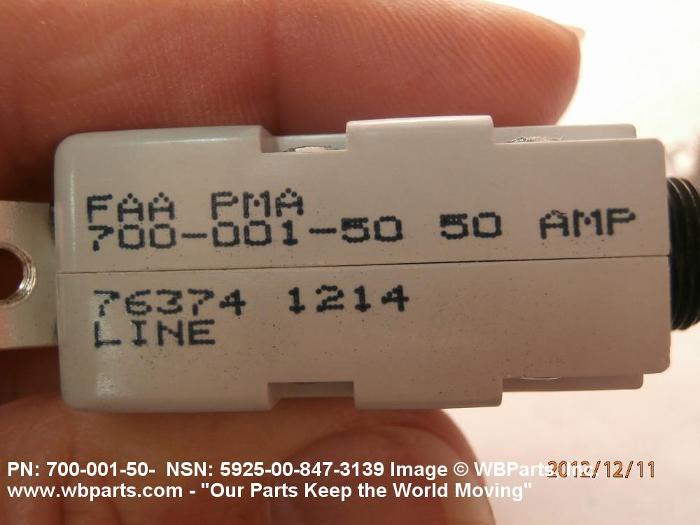 FAA PMA
700-001-50 50 AMP
76374 1214
LINE
PN: 700-001-50- NSN: 5925-00-847-3139 Image © WBParts, Inc.
2012/12/11
www.wbparts.com - "Our Parts Keep the World Moving"